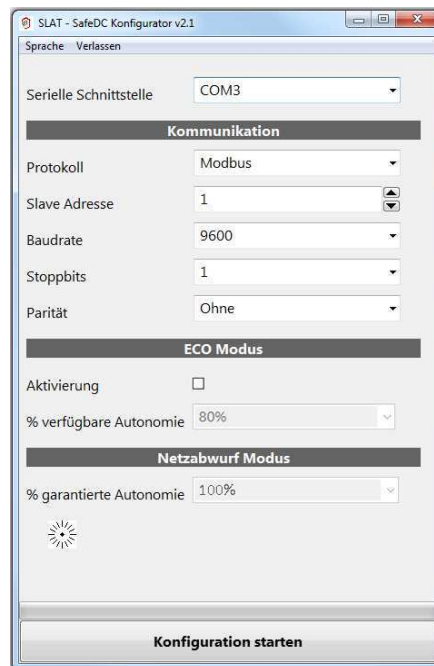 SLAT - SafeDC Konfigurator v2.1
Sprache Verlassen
Serielle Schnittstelle COM3
Kommunikation
Protokoll Modbus
Slave Adresse 1
Baudrate 9600
Stoppbits 1
Parität Ohne
ECO Modus
Aktivierung
% verfügbare Autonomie 80%
Netzabwurf Modus
% garantierte Autonomie 100%
Konfiguration starten